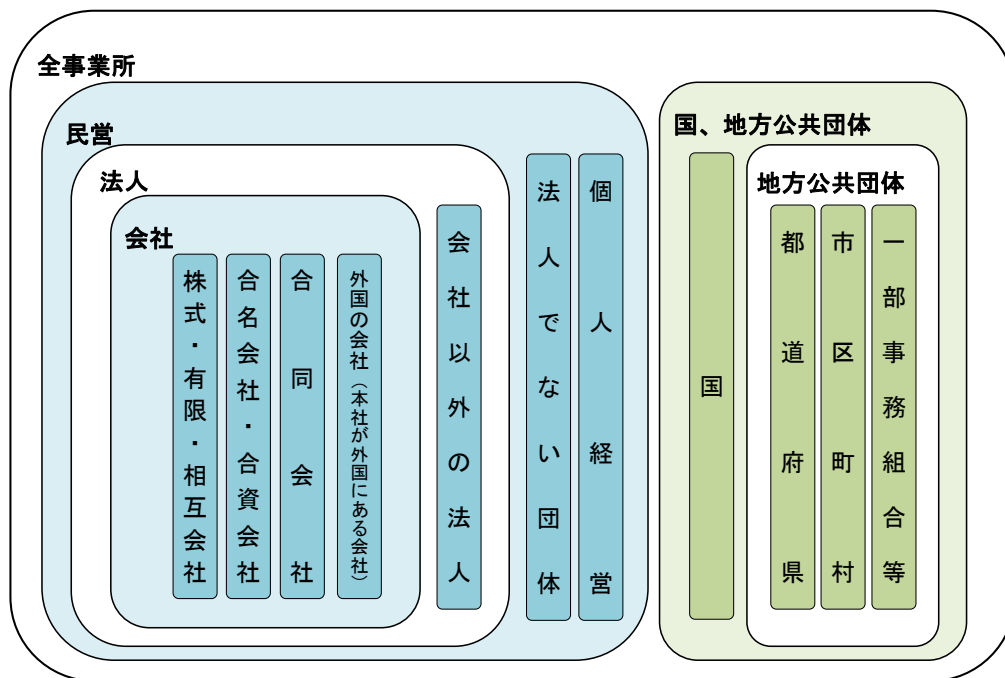 全事業所
民営
法人
会社
株式・有限・相互会社
合名会社・合資会社
合同会社
外国の会社（本社が外国にある会社）
会社以外の法人
法人でない団体
個人経営
国、地方公共団体
国
地方公共団体
都道府県
市区町村
一部事務組合等